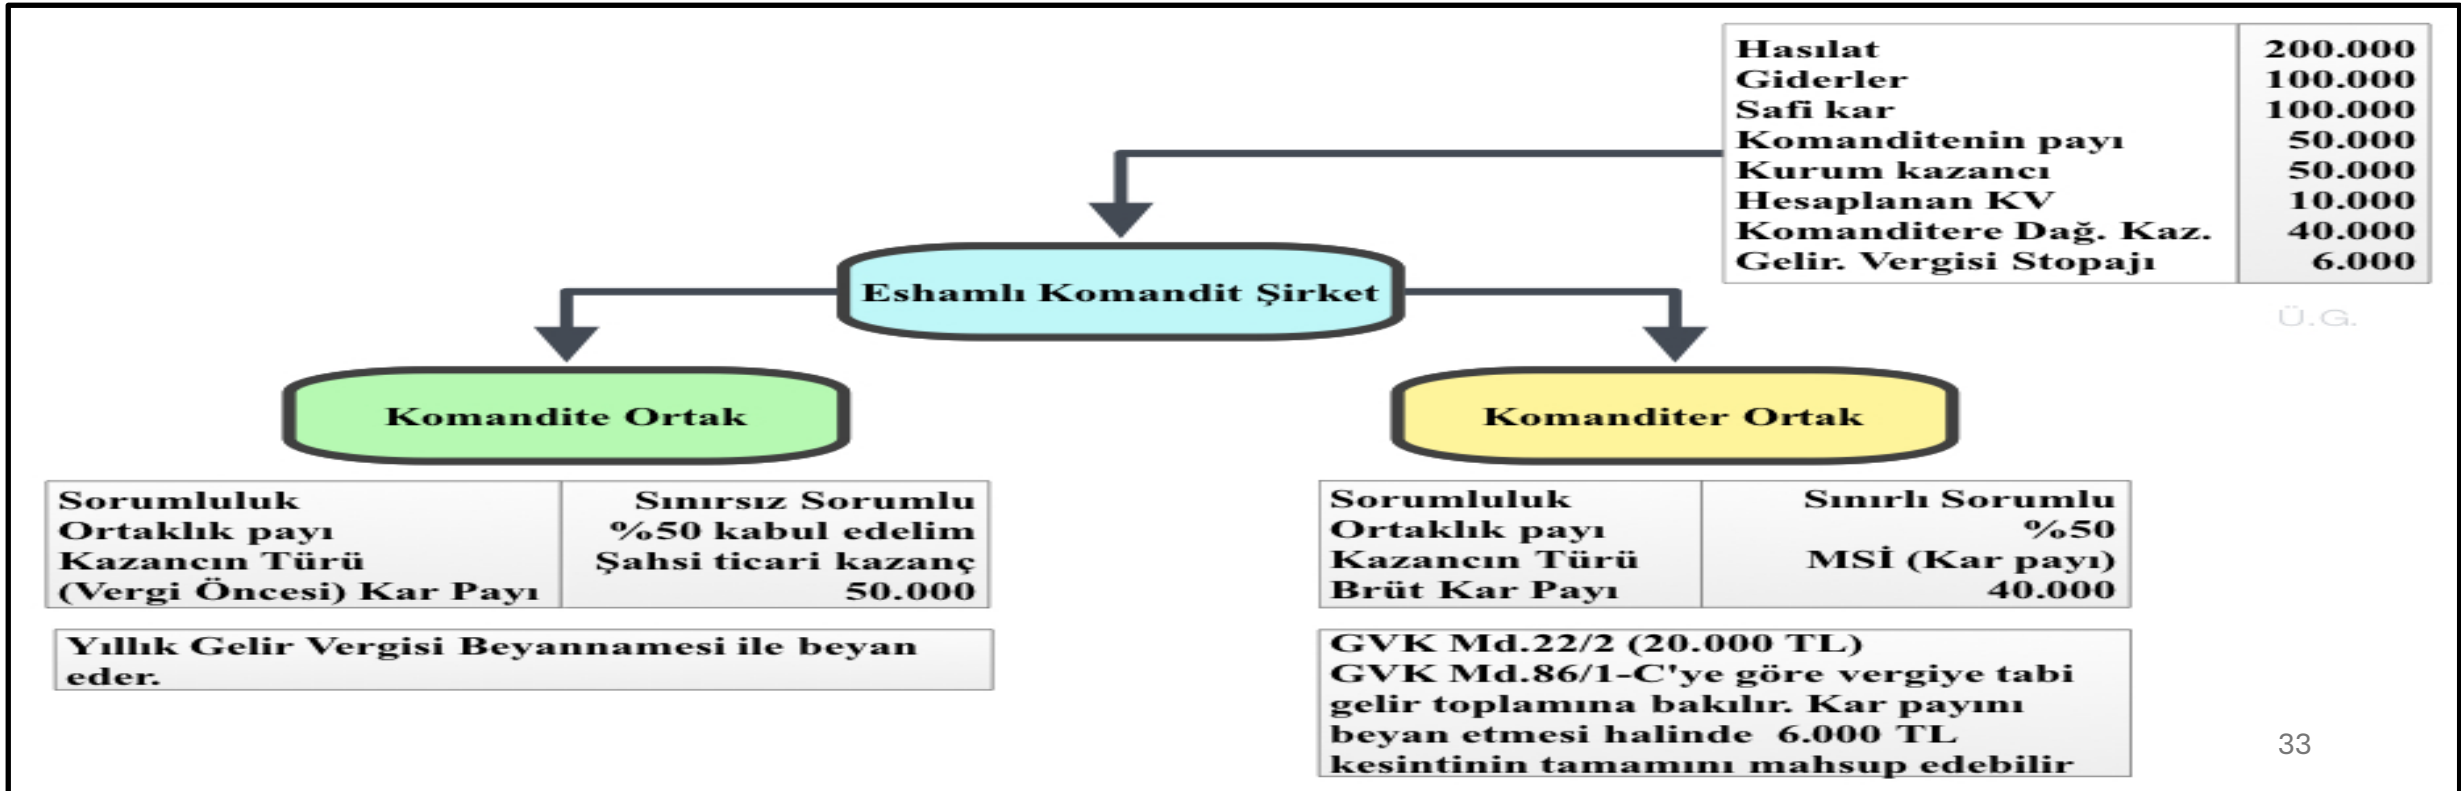 Hasılat 200.000
Giderler 100.000
Safi kar 100.000
Komanditenin payı 50.000
Kurum kazancı 50.000
Hesaplanan KV 10.000
Komanditere Dağ. Kaz. 40.000
Gelir. Vergisi Stopajı 6.000
Ü.G.
Eshamlı Komandit Şirket
Komandite Ortak
Komanditer Ortak
Sorumluluk Sınırsız Sorumlu
Ortaklık payı %50 kabul edelim
Kazancın Türü Şahsi ticari kazanç
(Vergi Öncesi) Kar Payı 50.000
Yıllık Gelir Vergisi Beyannamesi ile beyan
eder.
Sorumluluk Sınırlı Sorumlu
Ortaklık payı %50
Kazancın Türü MSİ (Kar payı)
Brüt Kar Payı 40.000
GVK Md.22/2 (20.000 TL)
GVK Md.86/1-C'ye göre vergiye tabi
gelir toplamına bakılır. Kar payını
beyan etmesi halinde 6.000 TL
kesintinin tamamını mahsup edebilir
33